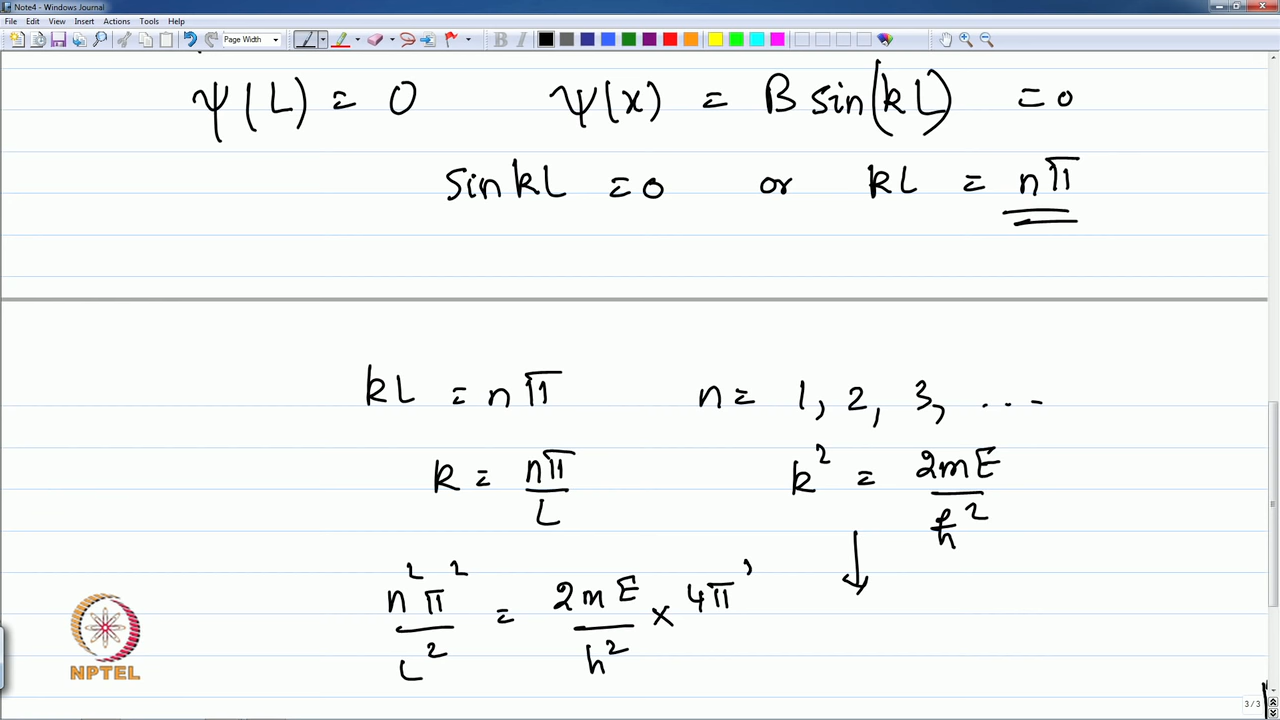 Note4 - Windows Journal
File Edit View Insert Actions Tools Help
Page Width
B I
ψ(L) = 0 ψ(x) = B sin(kL) = 0
sin kL = 0 or kL = nπ
kL = nπ n = 1, 2, 3, ...
k = nπ/L k² = 2mE/ħ²
n²π²/L² = 2mE/h² × 4π²
NPTEL
3/3